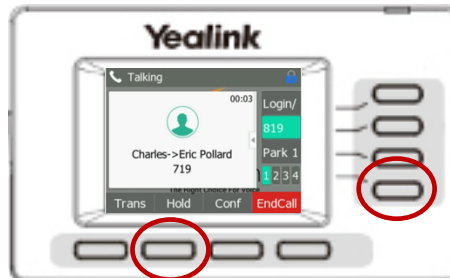 Yealink
Talking
00:03
Login/
819
Charles->Eric Pollard
719
Park 1
1 2 3 4
The Right Choice For Voice
Trans Hold Conf EndCall